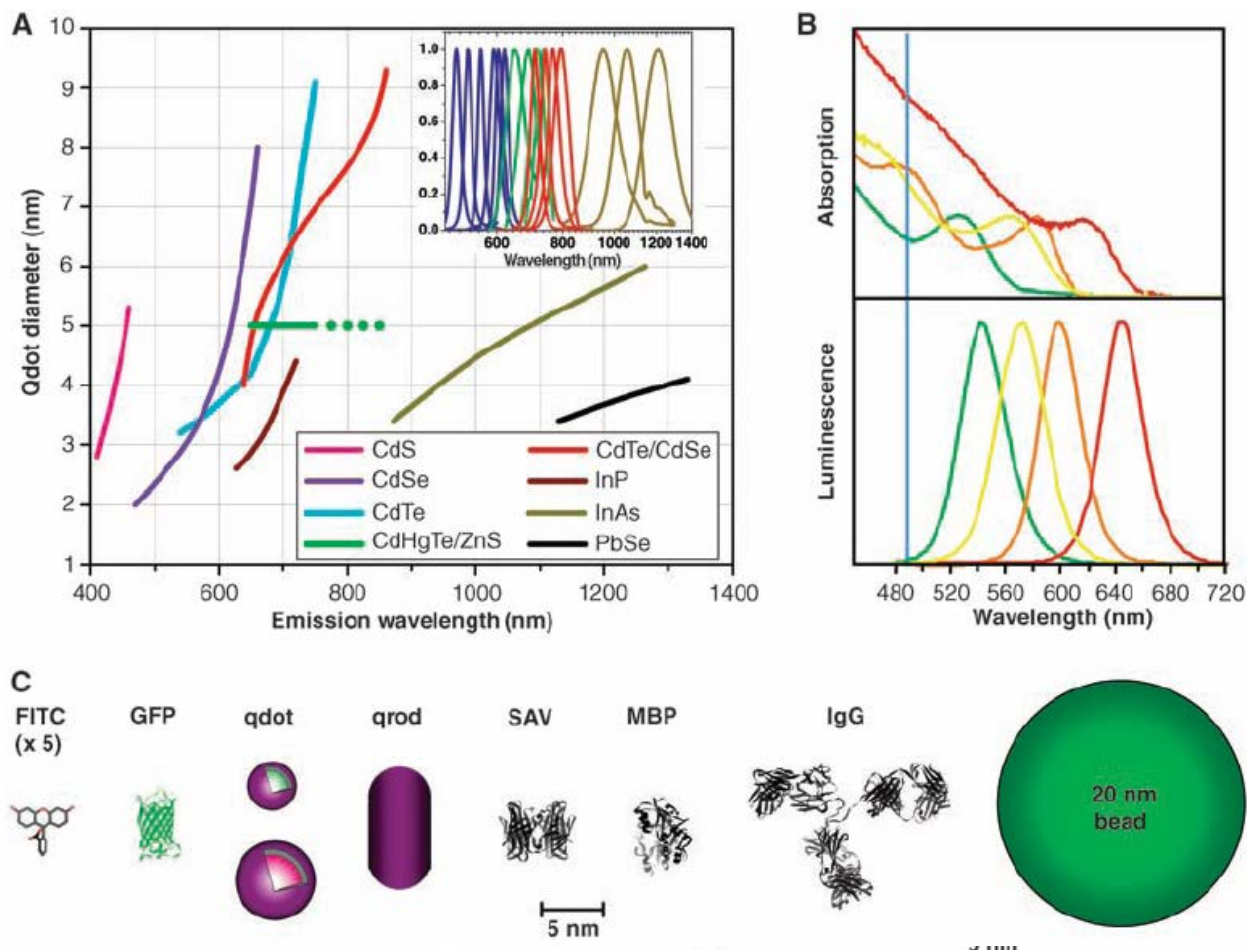 A
10
9
8
7
6
5
4
3
2
1
Qdot diameter (nm)
400
600
800
1000
1200
1400
Emission wavelength (nm)
1.0
0.8
0.6
0.4
0.2
0.0
600
800
1000
1200
1400
Wavelength (nm)
CdS
CdSe
CdTe
CdHgTe/ZnS
CdTe/CdSe
InP
InAs
PbSe
B
Absorption
Luminescence
480
520
560
600
640
680
720
Wavelength (nm)
C
FITC
(x 5)
GFP
qdot
qrod
SAV
MBP
IgG
20 nm
bead
5 nm